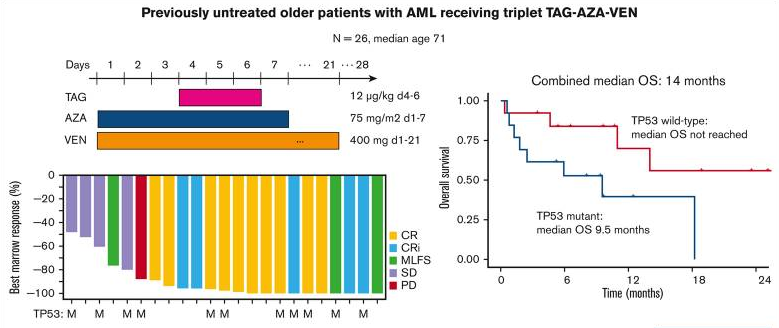 Previously untreated older patients with AML receiving triplet TAG-AZA-VEN
N = 26, median age 71
Days 1 2 3 4 5 6 7 ··· 21 ··· 28
TAG 12 µg/kg d4-6
AZA 75 mg/m2 d1-7
VEN ... 400 mg d1-21
Best marrow response (%)
0
−20
−40
−60
−80
−100
CR
CRi
MLFS
SD
PD
TP53: M M M M M M M M M M M M
Combined median OS: 14 months
Overall survival
1.00
0.75
0.50
0.25
0.00
TP53 wild-type:
median OS not reached
TP53 mutant:
median OS 9.5 months
0 6 12 18 24
Time (months)